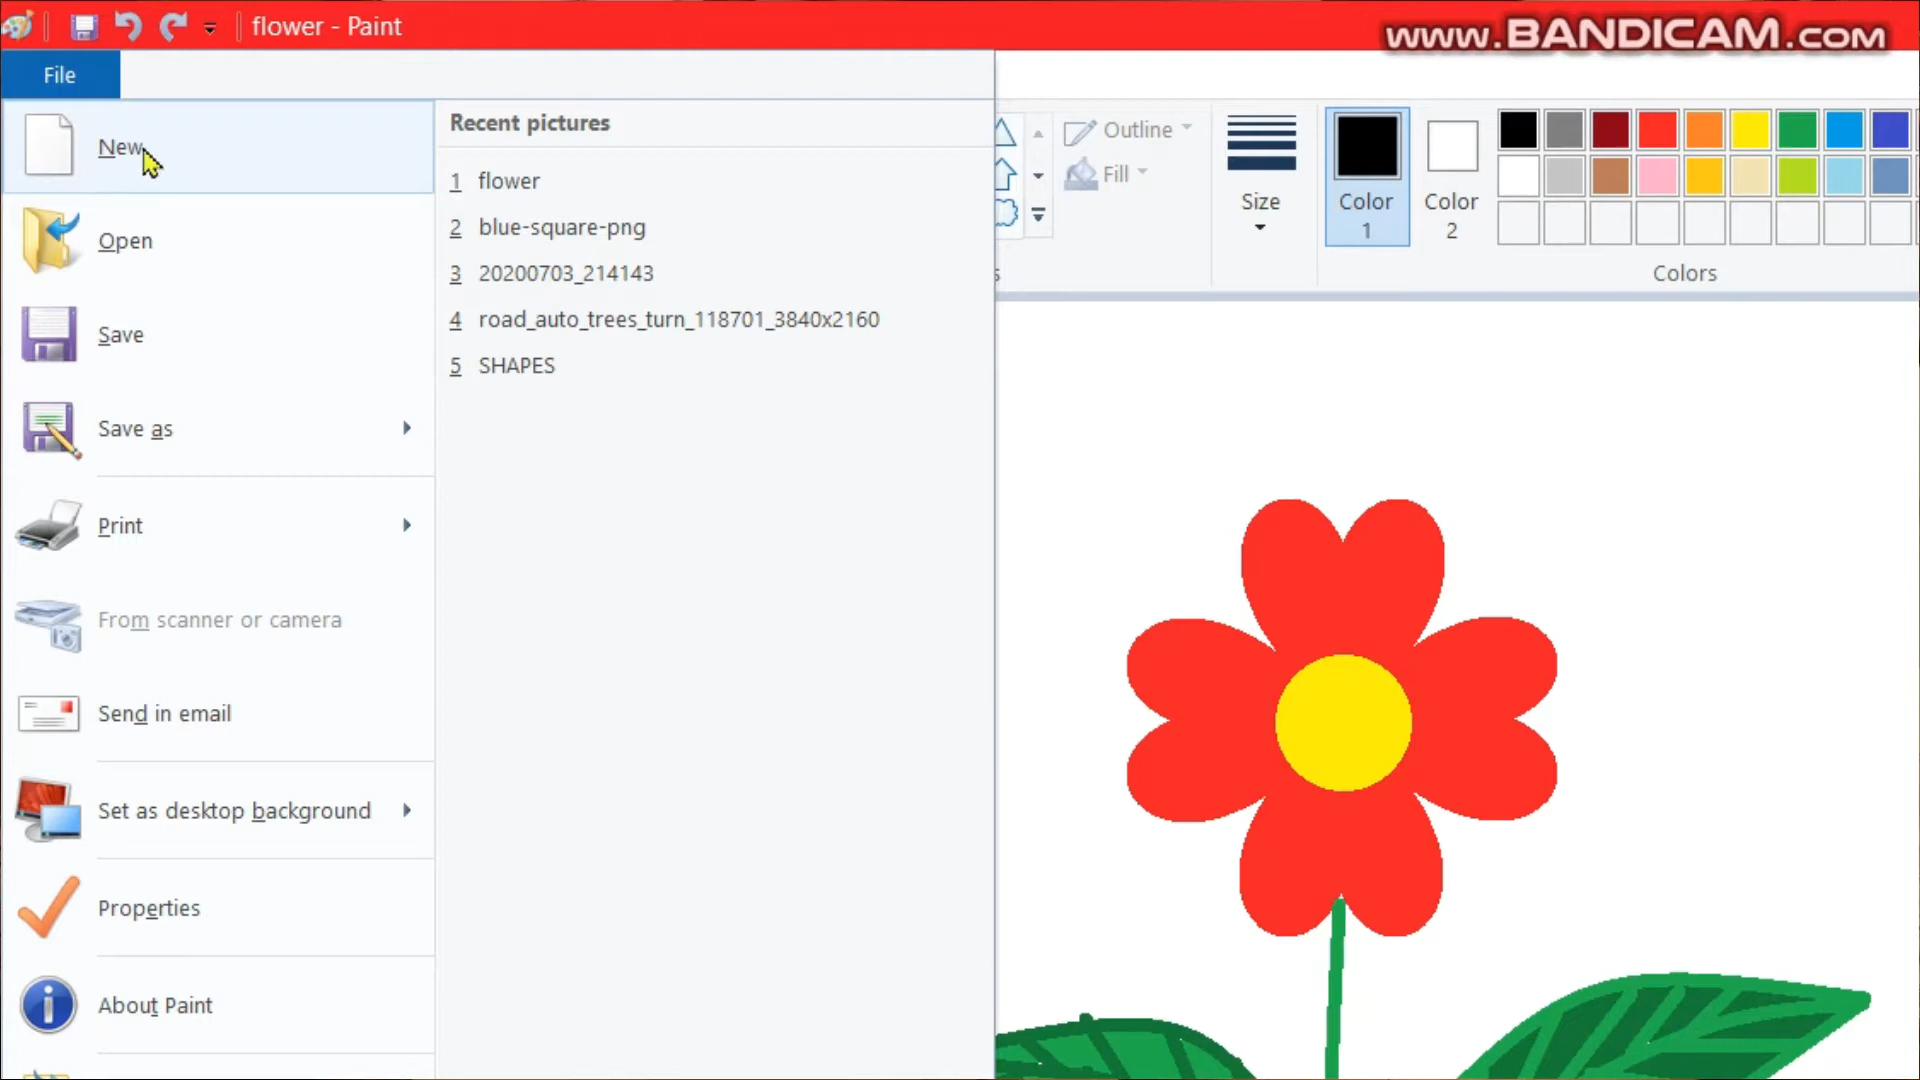 flower - Paint
www.BANDICAM.com
File
New
Open
Save
Save as
Print
From scanner or camera
Send in email
Set as desktop background
Properties
About Paint
Recent pictures
1 flower
2 blue-square-png
3 20200703_214143
4 road_auto_trees_turn_118701_3840x2160
5 SHAPES
Outline
Fill
Size
Color
1
Color
2
Colors